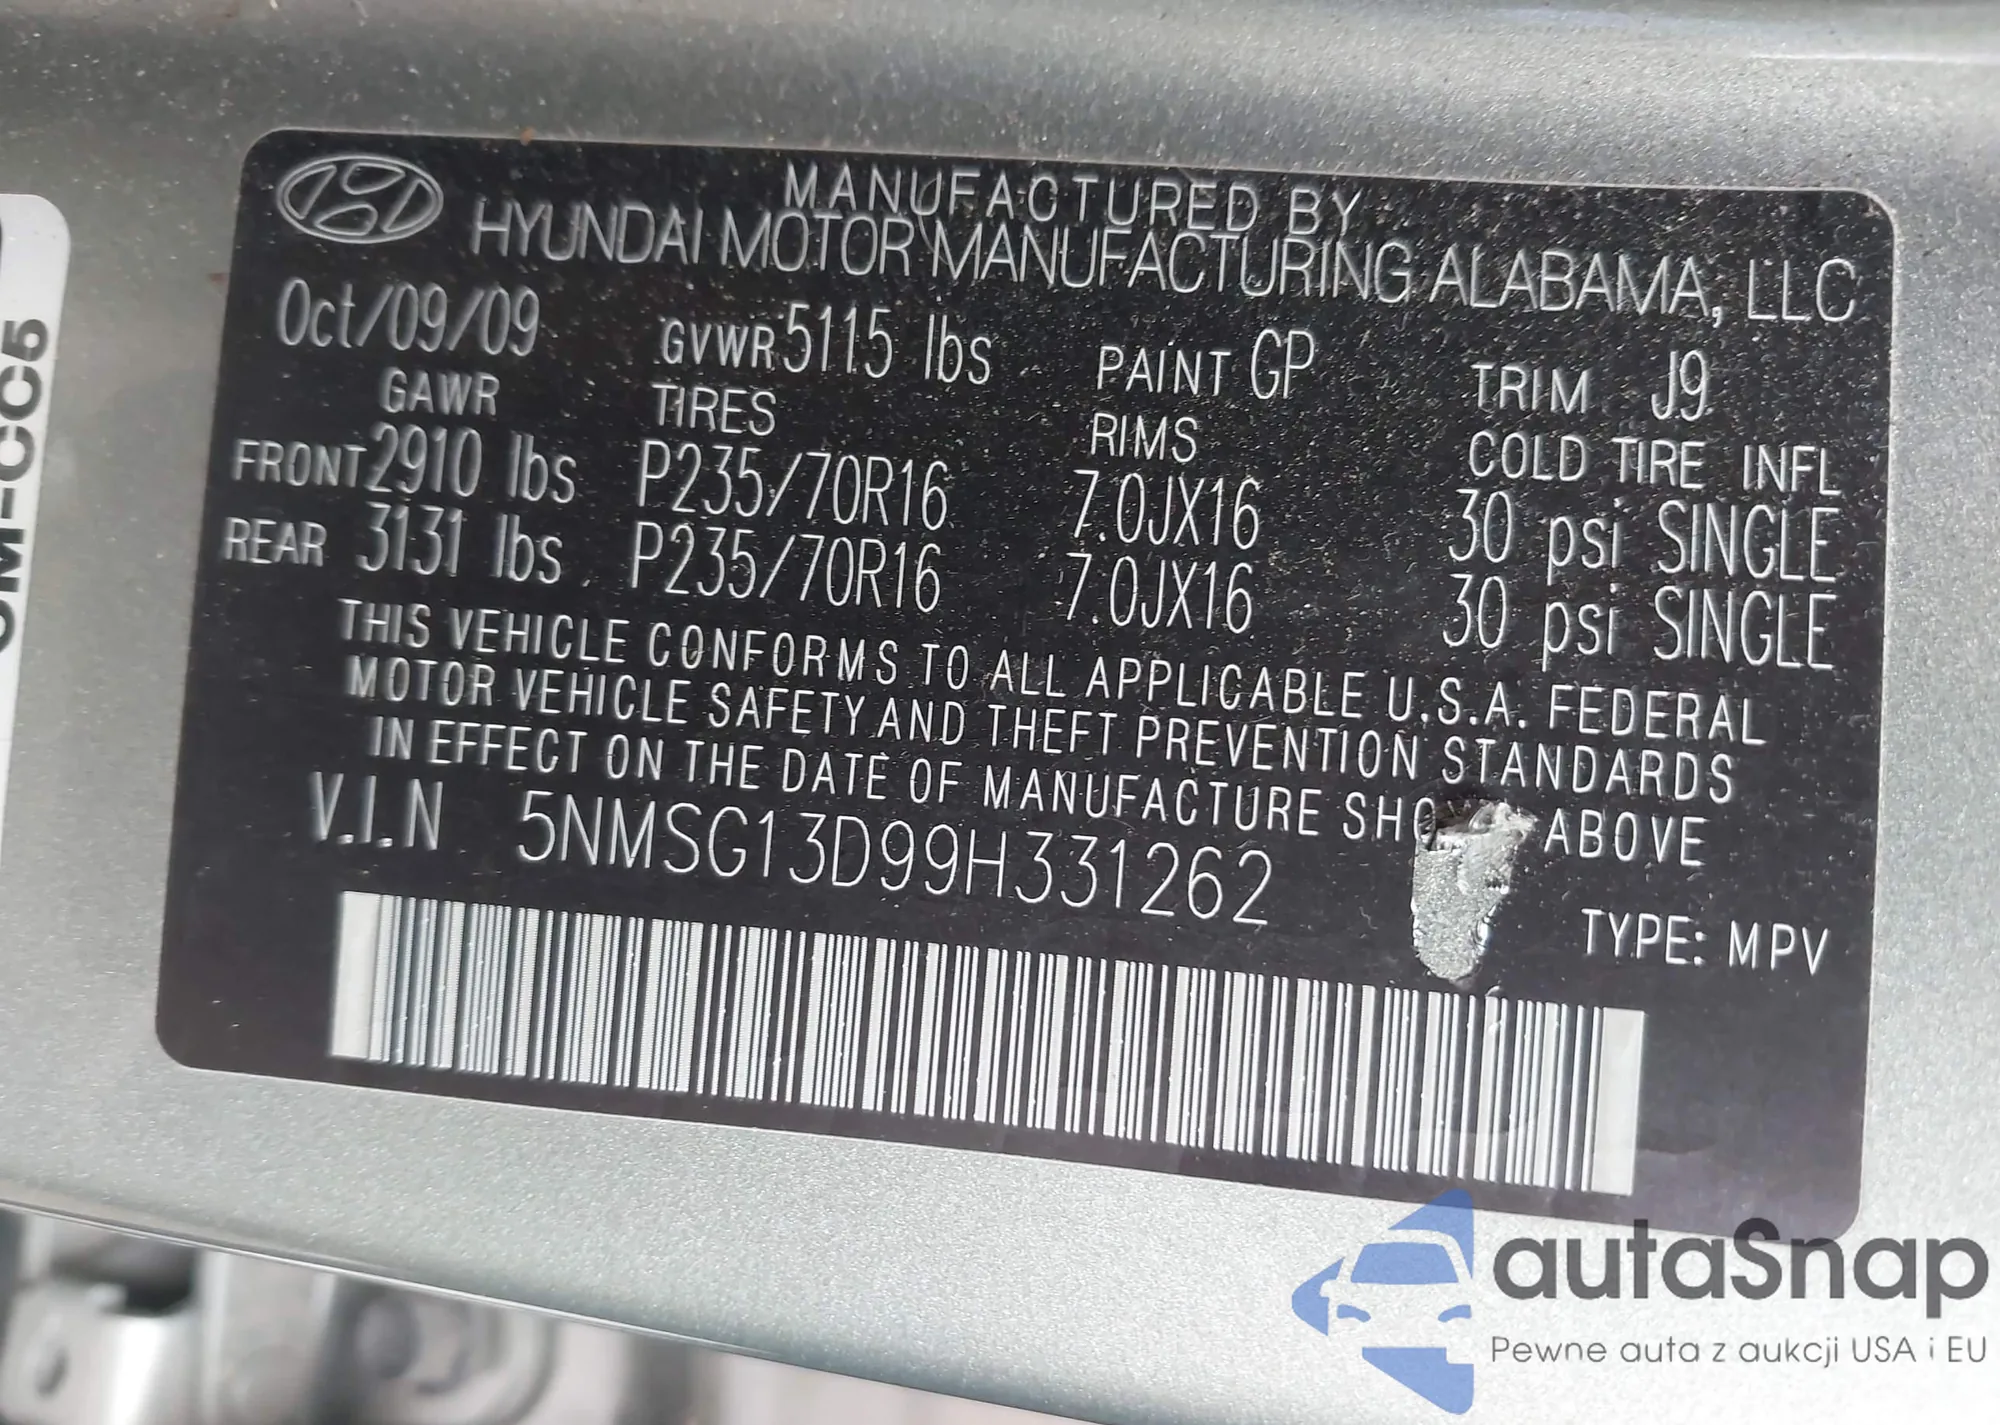 MANUFACTURED BY
HYUNDAI MOTOR MANUFACTURING ALABAMA, LLC
Oct/09/09 GVWR 5115 lbs PAINT GP TRIM J9
GAWR TIRES RIMS COLD TIRE INFL
FRONT 2910 lbs P235/70R16 7.0JX16 30 psi SINGLE
REAR 3131 lbs P235/70R16 7.0JX16 30 psi SINGLE
THIS VEHICLE CONFORMS TO ALL APPLICABLE U.S.A. FEDERAL
MOTOR VEHICLE SAFETY AND THEFT PREVENTION STANDARDS
IN EFFECT ON THE DATE OF MANUFACTURE SHO ABOVE
V.I.N 5NMSG13D99H331262
TYPE: MPV
autaSnap
Pewne auta z aukcji USA i EU